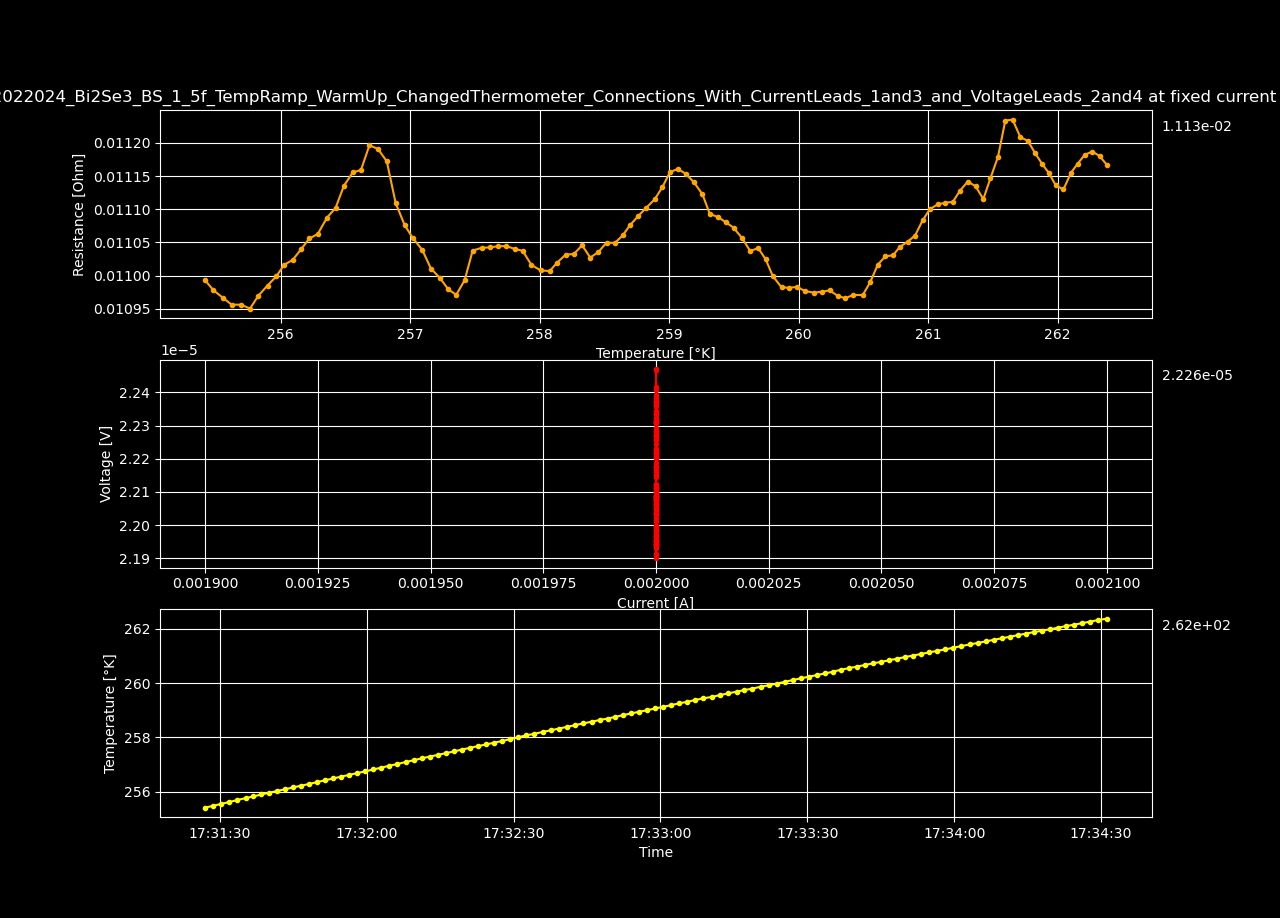 2022024_Bi2Se3_BS_1_5f_TempRamp_WarmUp_ChangedThermometer_Connections_With_CurrentLeads_1and3_and_VoltageLeads_2and4 at fixed current
1.113e-02
Resistance [Ohm]
0.01120
0.01115
0.01110
0.01105
0.01100
0.01095
256 257 258 259 260 261 262
Temperature [°K]
1e−5
2.226e-05
Voltage [V]
2.24
2.23
2.22
2.21
2.20
2.19
0.001900 0.001925 0.001950 0.001975 0.002000 0.002025 0.002050 0.002075 0.002100
Current [A]
2.62e+02
Temperature [°K]
262
260
258
256
17:31:30 17:32:00 17:32:30 17:33:00 17:33:30 17:34:00 17:34:30
Time